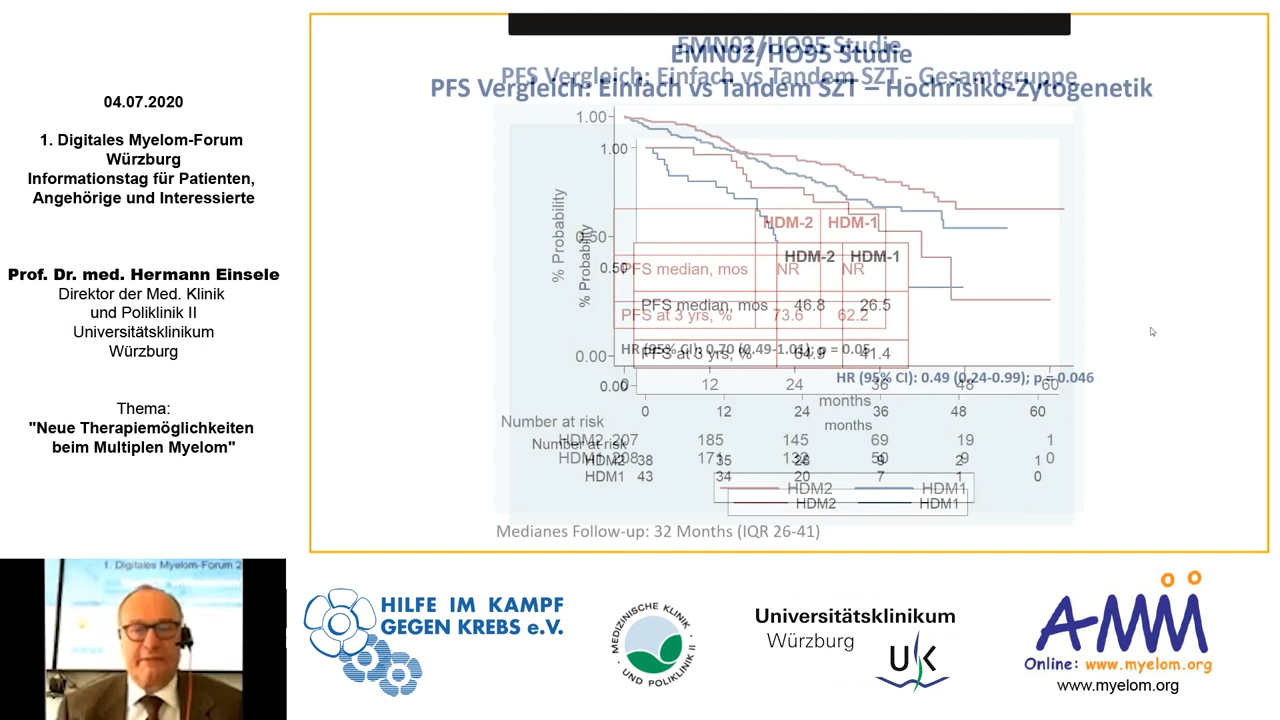 04.07.2020
1. Digitales Myelom-Forum
Würzburg
Informationstag für Patienten,
Angehörige und Interessierte
Prof. Dr. med. Hermann Einsele
Direktor der Med. Klinik
und Poliklinik II
Universitätsklinikum
Würzburg
Thema:
"Neue Therapiemöglichkeiten
beim Multiplen Myelom"
EMN02/HO95 Studie
PFS Vergleich: Einfach vs Tandem SZT - Gesamtgruppe
EMN02/HO95 Studie
PFS Vergleich: Einfach vs Tandem SZT – Hochrisiko-Zytogenetik
1.00
0.50
0.00
% Probability
HDM-2 HDM-1
PFS median, mos NR NR
PFS at 3 yrs, % 73.6 62.2
HR (95% CI): 0.70 (0.49-1.01); p = 0.05
0 12 24 36 48 60
months
Number at risk
HDM2 207 185 145 69 19 1
HDM1 208 171 132 50 9 0
HDM2 HDM1
Medianes Follow-up: 32 Months (IQR 26-41)
1.00
0.50
0.00
% Probability
HDM-2 HDM-1
PFS median, mos 46.8 26.5
PFS at 3 yrs, % 64.9 41.4
HR (95% CI): 0.49 (0.24-0.99); p = 0.046
0 12 24 36 48 60
months
Number at risk
HDM2 38 35 28 9 2 1
HDM1 43 34 20 7 1 0
HDM2 HDM1
1. Digitales Myelom-Forum 2
HILFE IM KAMPF
GEGEN KREBS e.V.
MEDIZINISCHE KLINIK
UND POLIKLINIK II
Universitätsklinikum
Würzburg
UK
AMM
Online: www.myelom.org
www.myelom.org